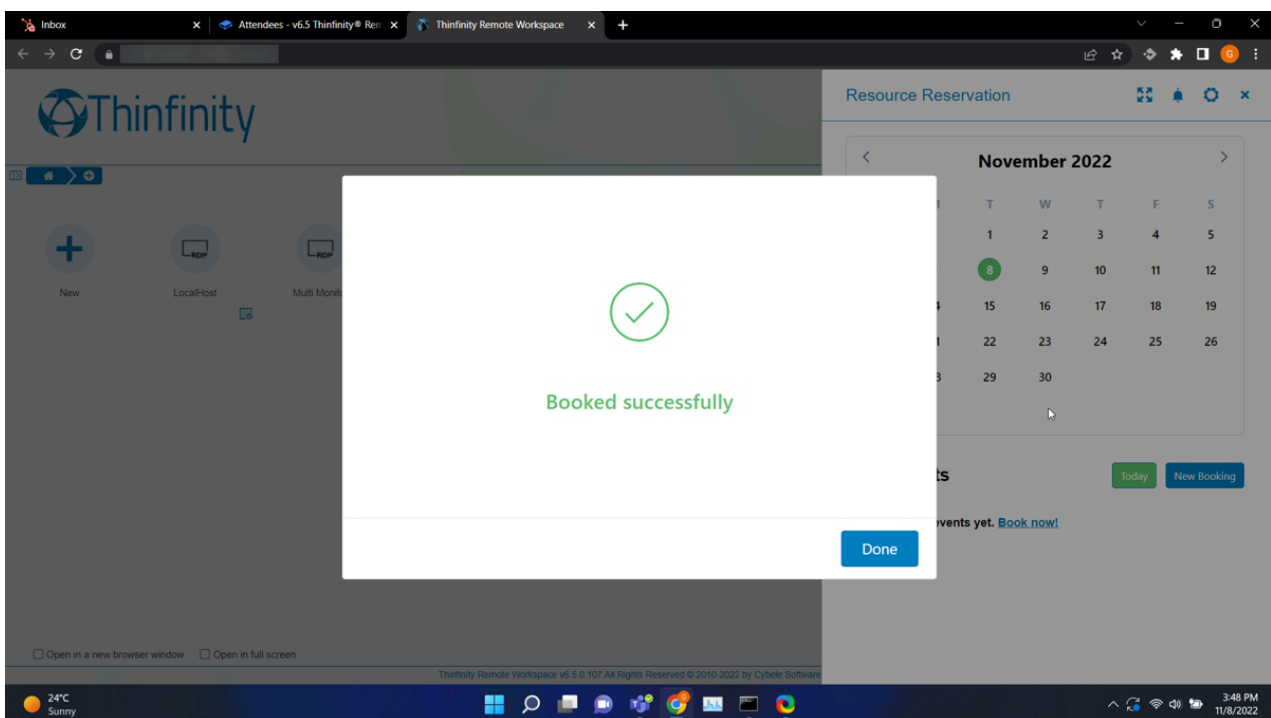 Inbox
Attendees - v6.5 Thinfinity® Rem
Thinfinity Remote Workspace
G
Thinfinity
Resource Reservation
November 2022
T W T F S
1 2 3 4 5
8 9 10 11 12
15 16 17 18 19
22 23 24 25 26
29 30
RDP
RDP
New
LocalHost
Multi Monito
Booked successfully
ts
Today
New Booking
events yet. Book now!
Done
Open in a new browser window
Open in full screen
Thinfinity Remote Workspace v6.5.0.107 All Rights Reserved © 2010-2022 by Cybele Software
24°C
Sunny
3:48 PM
11/8/2022